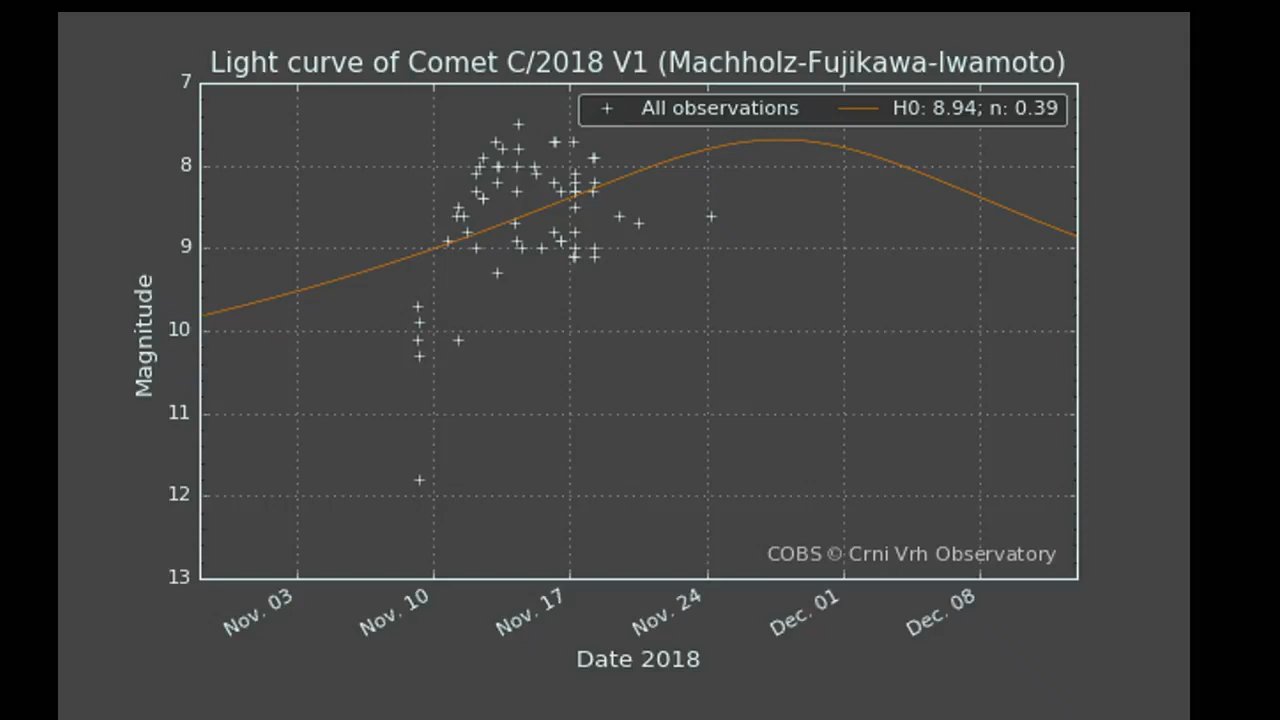 Light curve of Comet C/2018 V1 (Machholz-Fujikawa-Iwamoto)
All observations
H0: 8.94; n: 0.39
7
8
9
10
11
12
13
Magnitude
COBS © Crni Vrh Observatory
Nov. 03
Nov. 10
Nov. 17
Nov. 24
Dec. 01
Dec. 08
Date 2018